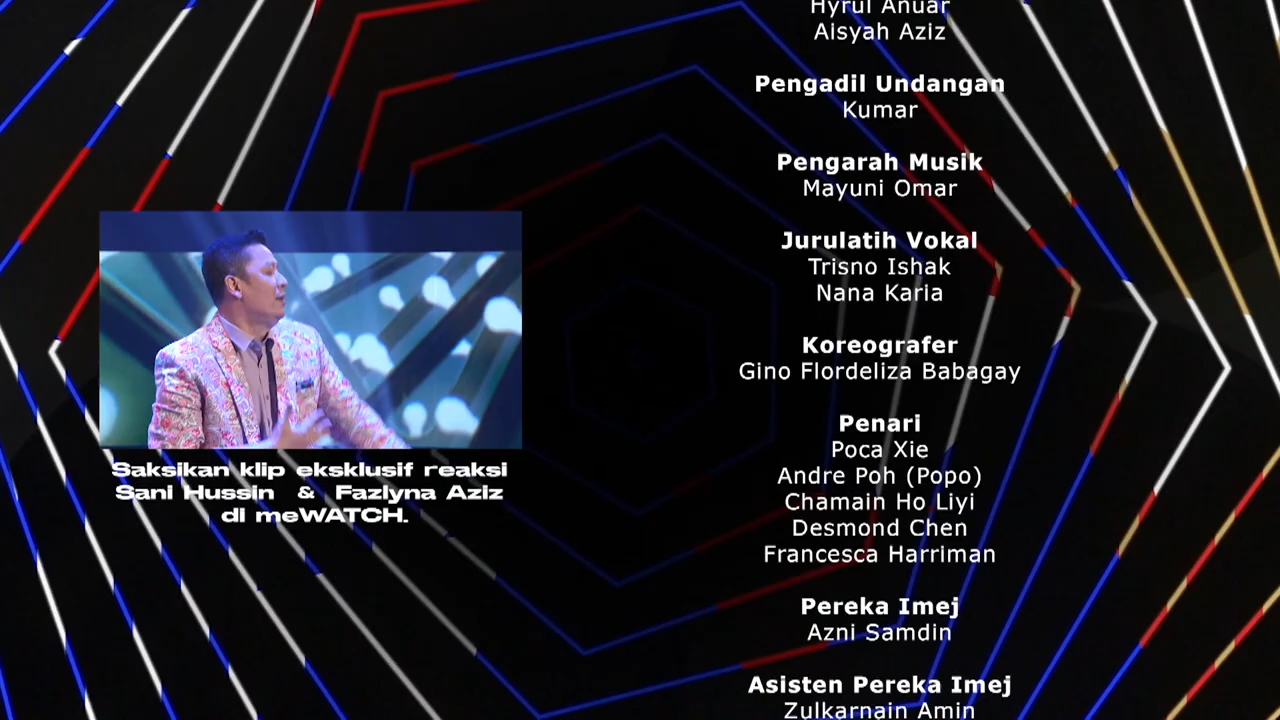 Saksikan klip eksklusif reaksi
Sani Hussin & Fazlyna Aziz
di meWATCH.
Hyrul Anuar
Aisyah Aziz
Pengadil Undangan
Kumar
Pengarah Musik
Mayuni Omar
Jurulatih Vokal
Trisno Ishak
Nana Karia
Koreografer
Gino Flordeliza Babagay
Penari
Poca Xie
Andre Poh (Popo)
Chamain Ho Liyi
Desmond Chen
Francesca Harriman
Pereka Imej
Azni Samdin
Asisten Pereka Imej
Zulkarnain Amin